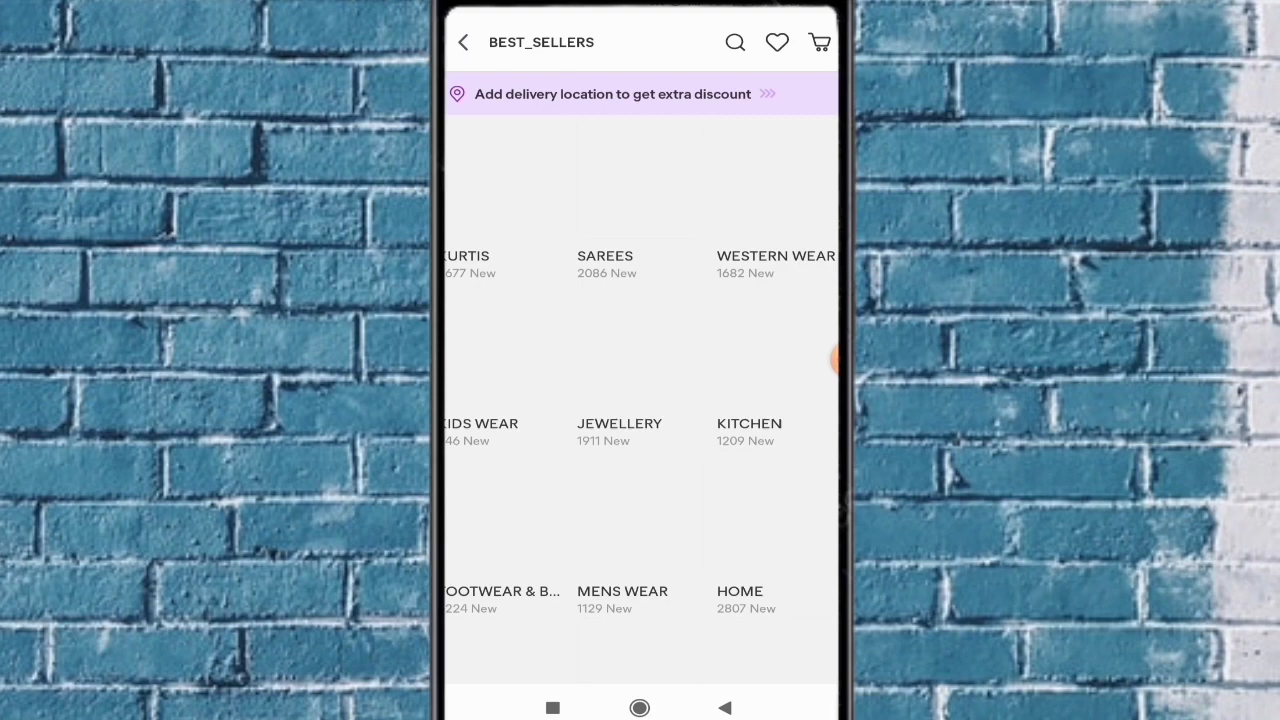 BEST_SELLERS
Add delivery location to get extra discount
URTIS SAREES WESTERN WEAR
677 New 2086 New 1682 New
IDS WEAR JEWELLERY KITCHEN
46 New 1911 New 1209 New
OOTWEAR & B... MENS WEAR HOME
224 New 1129 New 2807 New